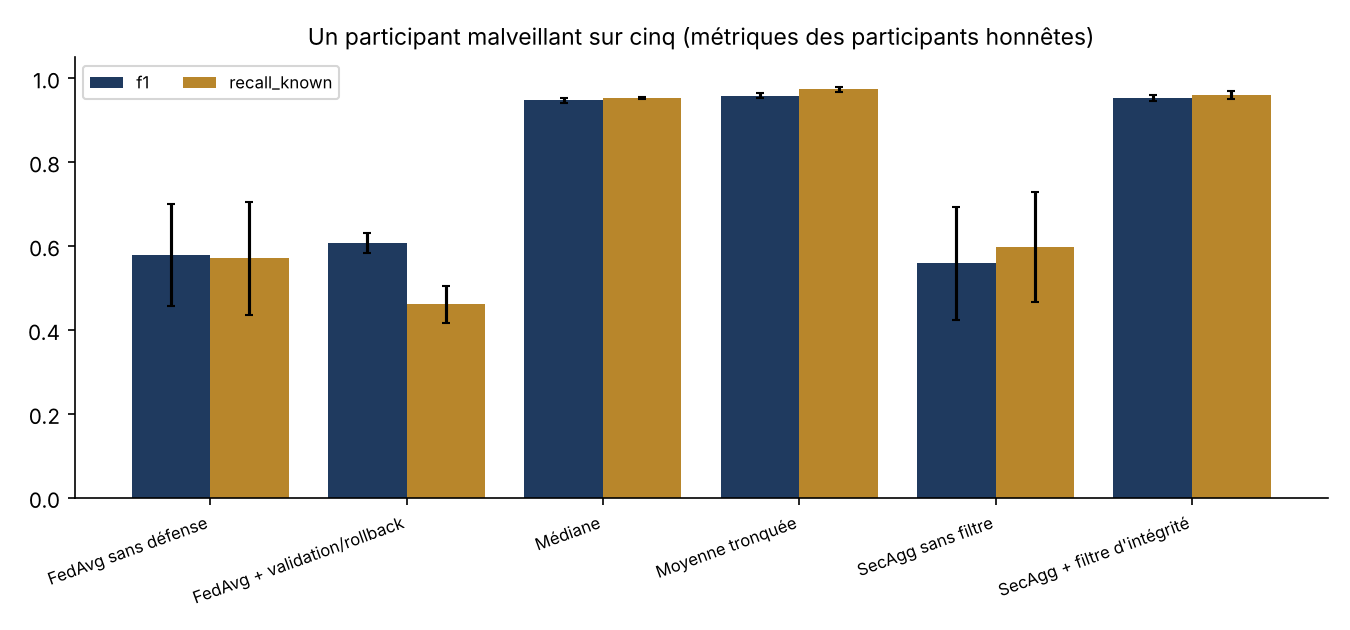 Un participant malveillant sur cinq (métriques des participants honnêtes)
f1 recall_known
1.0
0.8
0.6
0.4
0.2
0.0
FedAvg sans défense
FedAvg + validation/rollback
Médiane
Moyenne tronquée
SecAgg sans filtre
SecAgg + filtre d'intégrité